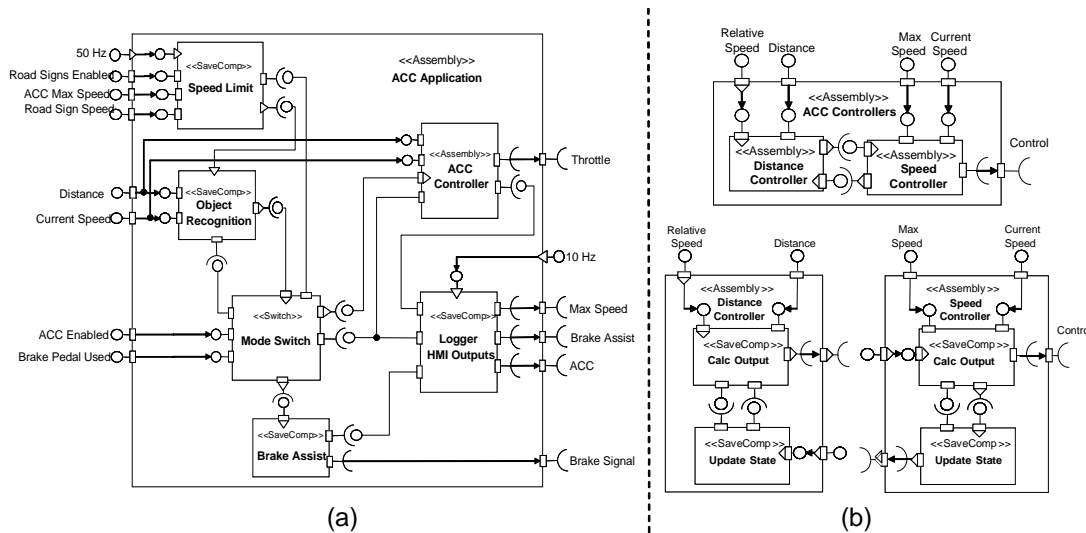 50 Hz
Road Signs Enabled
ACC Max Speed
Road Sign Speed
<<SaveComp>>
Speed Limit
<<Assembly>>
ACC Application
<<Assembly>>
ACC
Controller
Throttle
Distance
Current Speed
<<SaveComp>>
Object
Recognition
10 Hz
ACC Enabled
Brake Pedal Used
<<Switch>>
Mode Switch
<<SaveComp>>
Logger
HMI Outputs
Max Speed
Brake Assist
ACC
<<SaveComp>>
Brake Assist
Brake Signal
(a)
Relative
Speed
Distance
Max
Speed
Current
Speed
<<Assembly>>
ACC Controllers
<<Assembly>>
Distance
Controller
<<Assembly>>
Speed
Controller
Control
Relative
Speed
Distance
<<Assembly>>
Distance
Controller
<<SaveComp>>
Calc Output
<<SaveComp>>
Update State
Max
Speed
Current
Speed
<<Assembly>>
Speed
Controller
<<SaveComp>>
Calc Output
Control
<<SaveComp>>
Update State
(b)